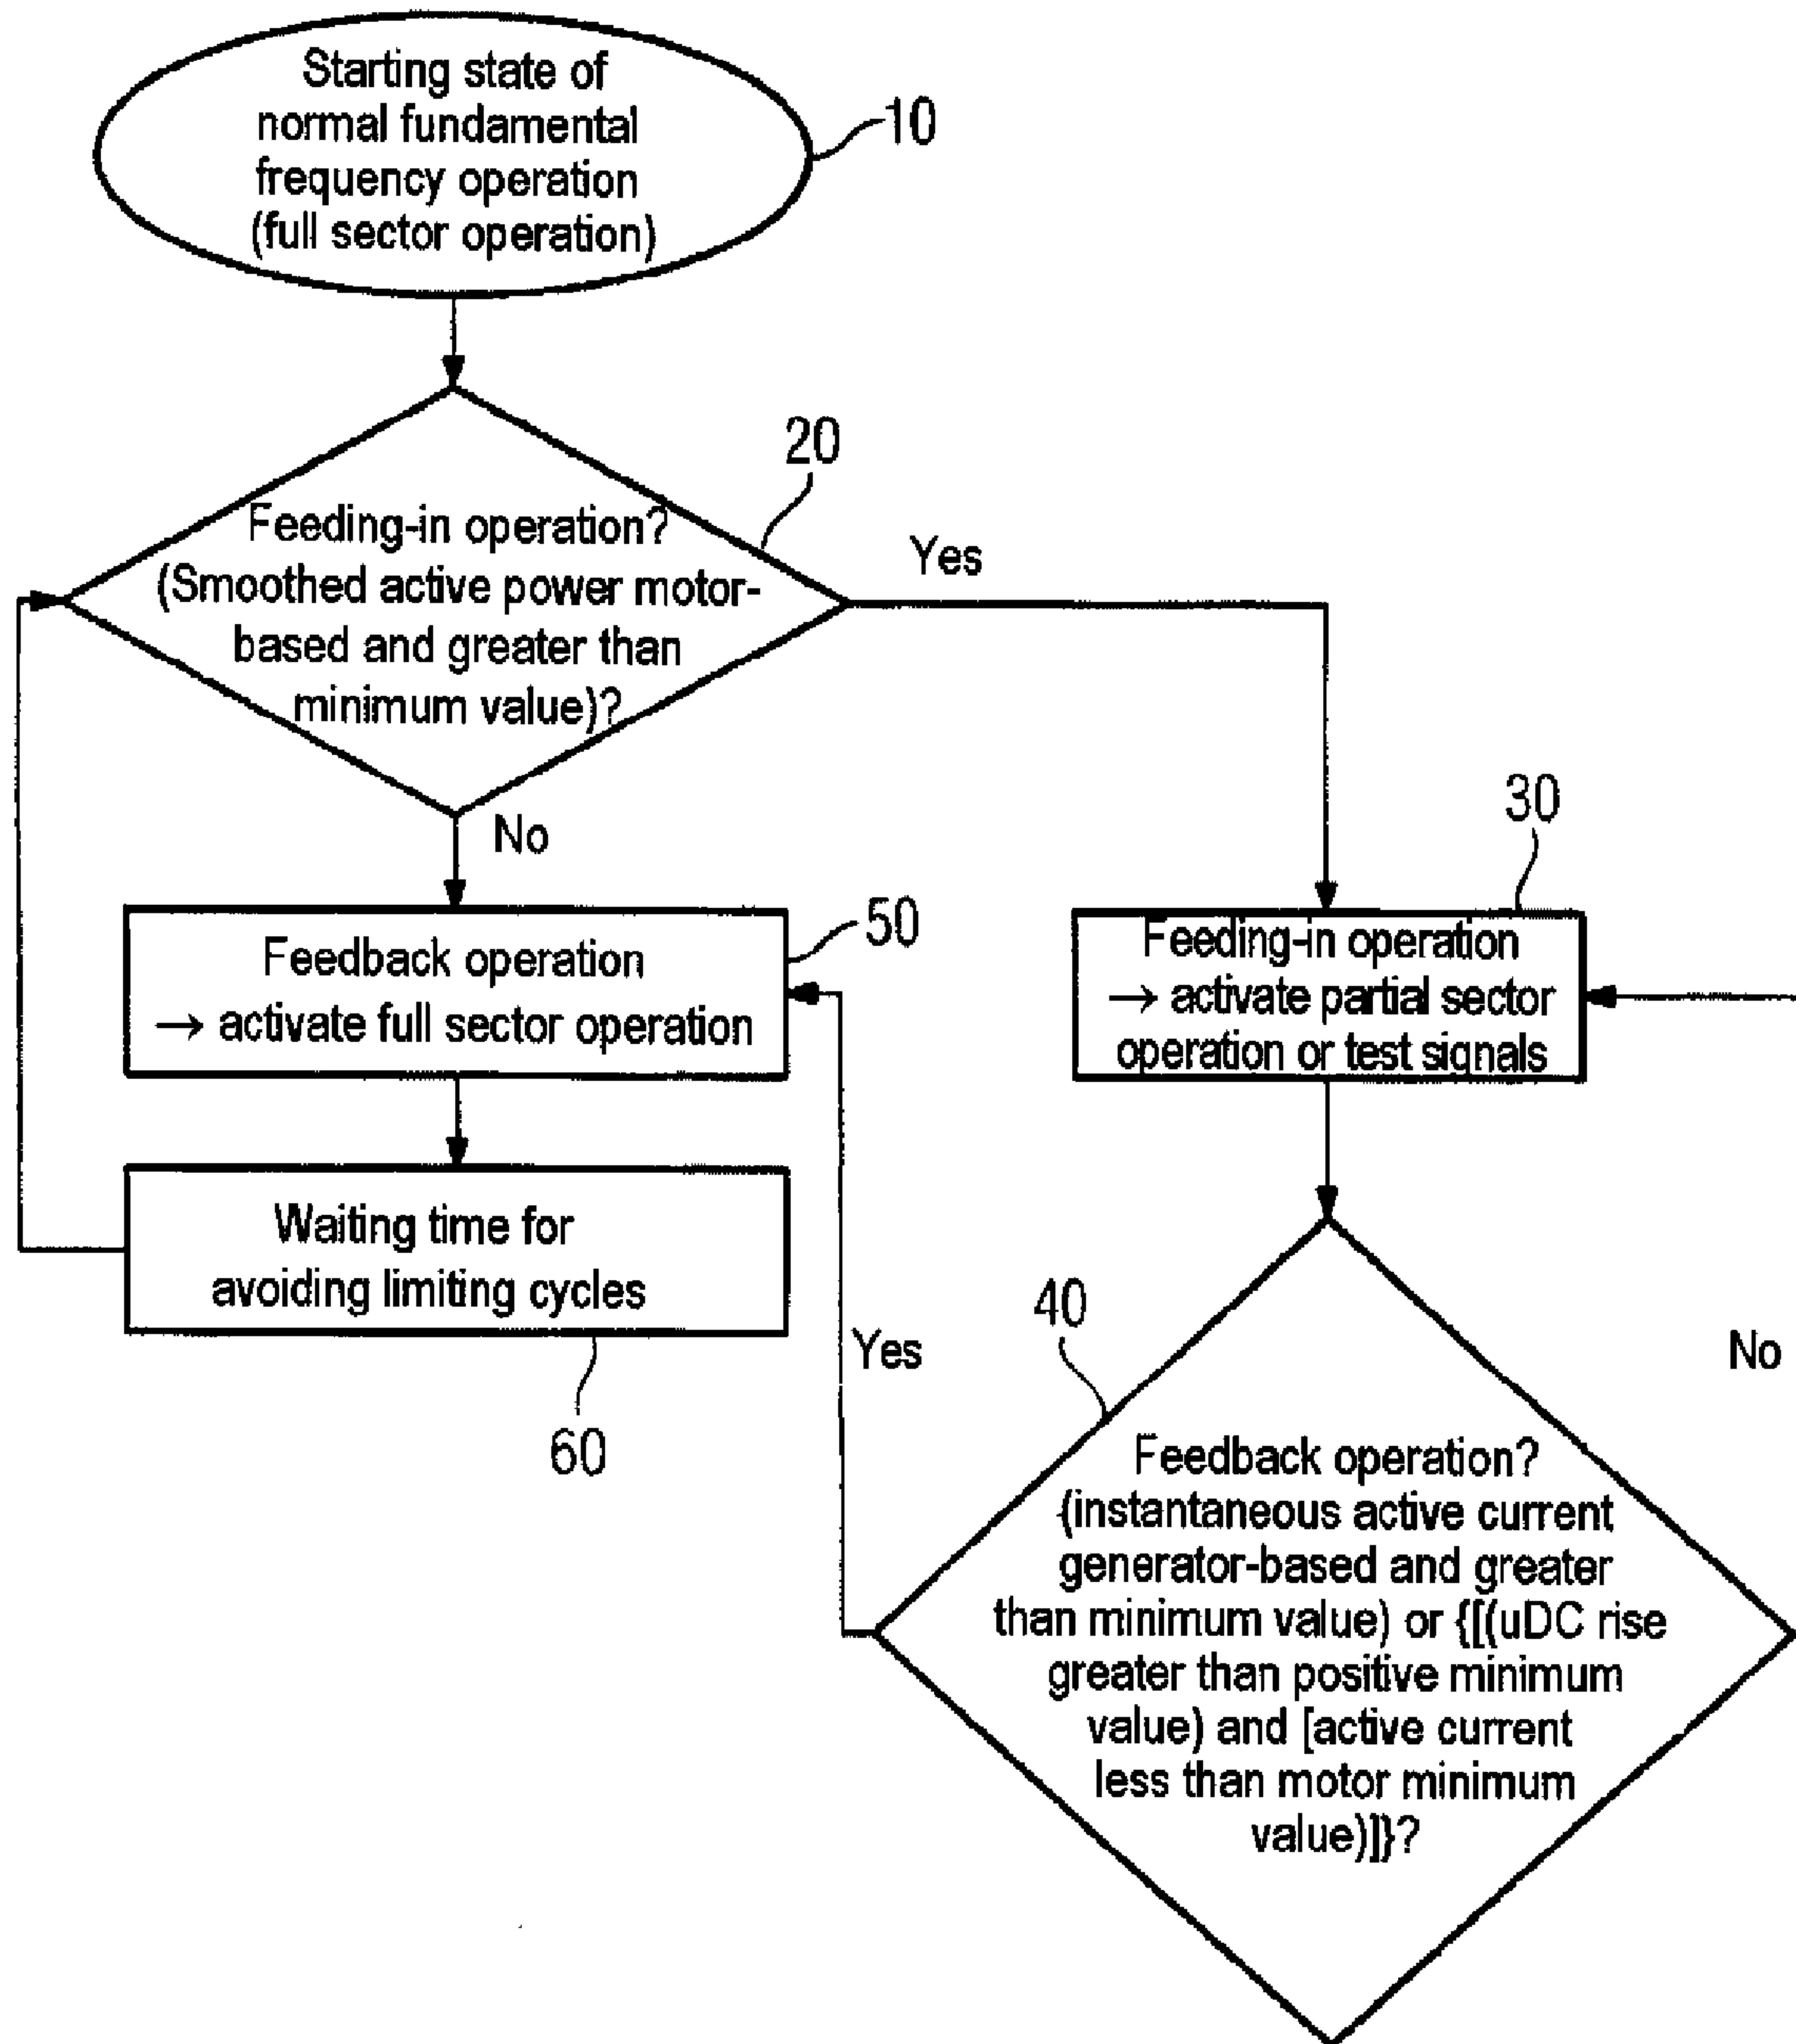 Starting state of
normal fundamental
frequency operation
(full sector operation)
10
20
Feeding-in operation?
(Smoothed active power motor-
based and greater than
minimum value)?
Yes
No
30
50
Feedback operation
→ activate full sector operation
Feeding-in operation
→ activate partial sector
operation or test signals
Waiting time for
avoiding limiting cycles
60
Yes
40
No
Feedback operation?
(instantaneous active current
generator-based and greater
than minimum value) or {[(uDC rise
greater than positive minimum
value) and [active current
less than motor minimum
value)]}?